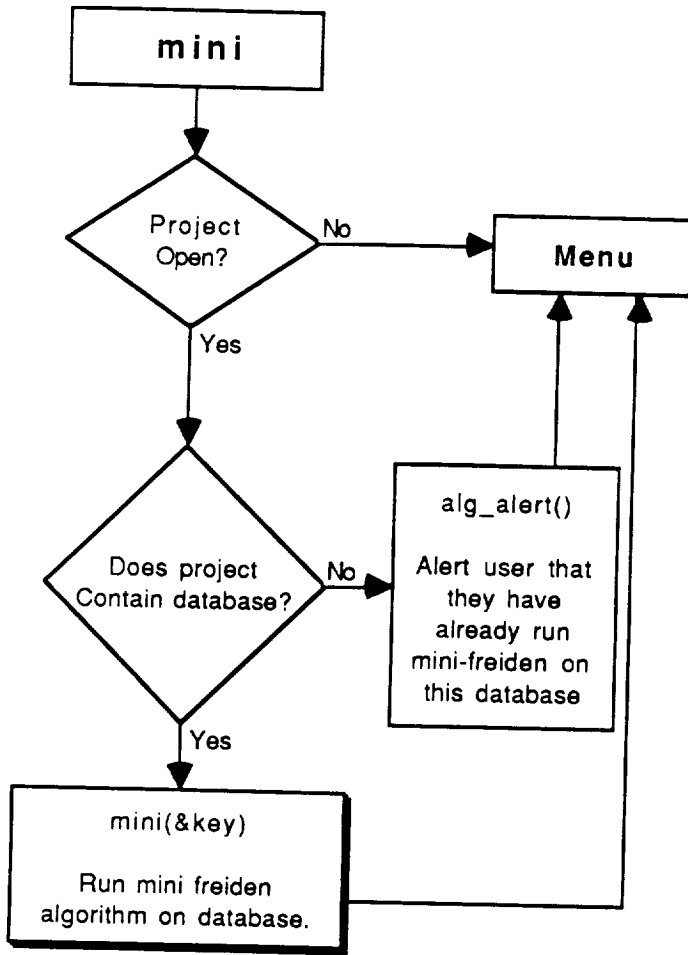 mini
Project
Open?
No
Menu
Yes
Does project
Contain database?
No
alg_alert()
Alert user that
they have
already run
mini-freiden on
this database
Yes
mini(&key)
Run mini freiden
algorithm on database.